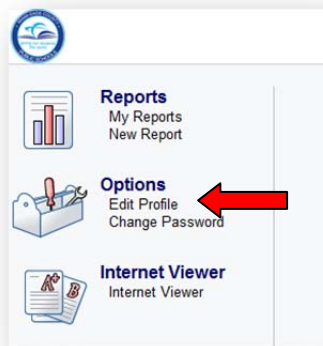 Reports
My Reports
New Report
Options
Edit Profile
Change Password
Internet Viewer
Internet Viewer
A+
B